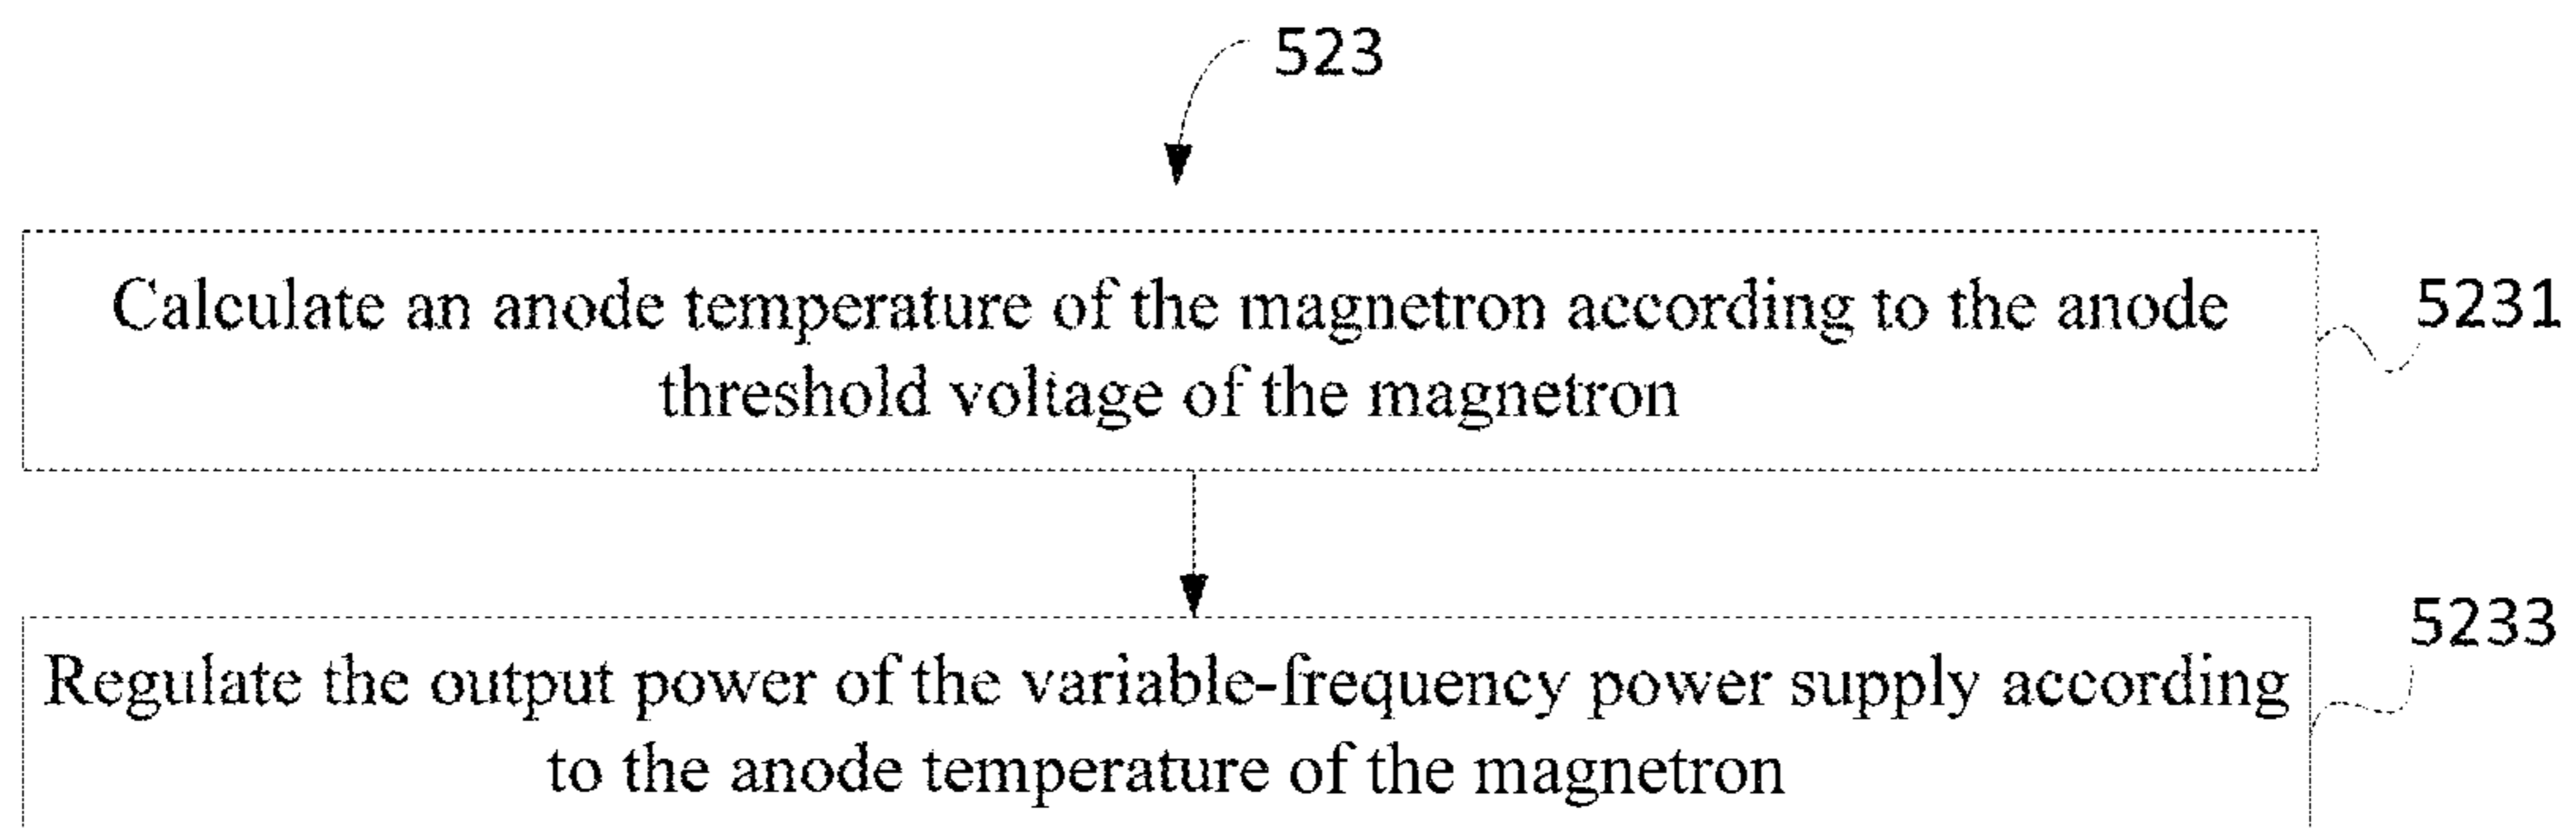 523
Calculate an anode temperature of the magnetron according to the anode
threshold voltage of the magnetron
5231
Regulate the output power of the variable-frequency power supply according
to the anode temperature of the magnetron
5233